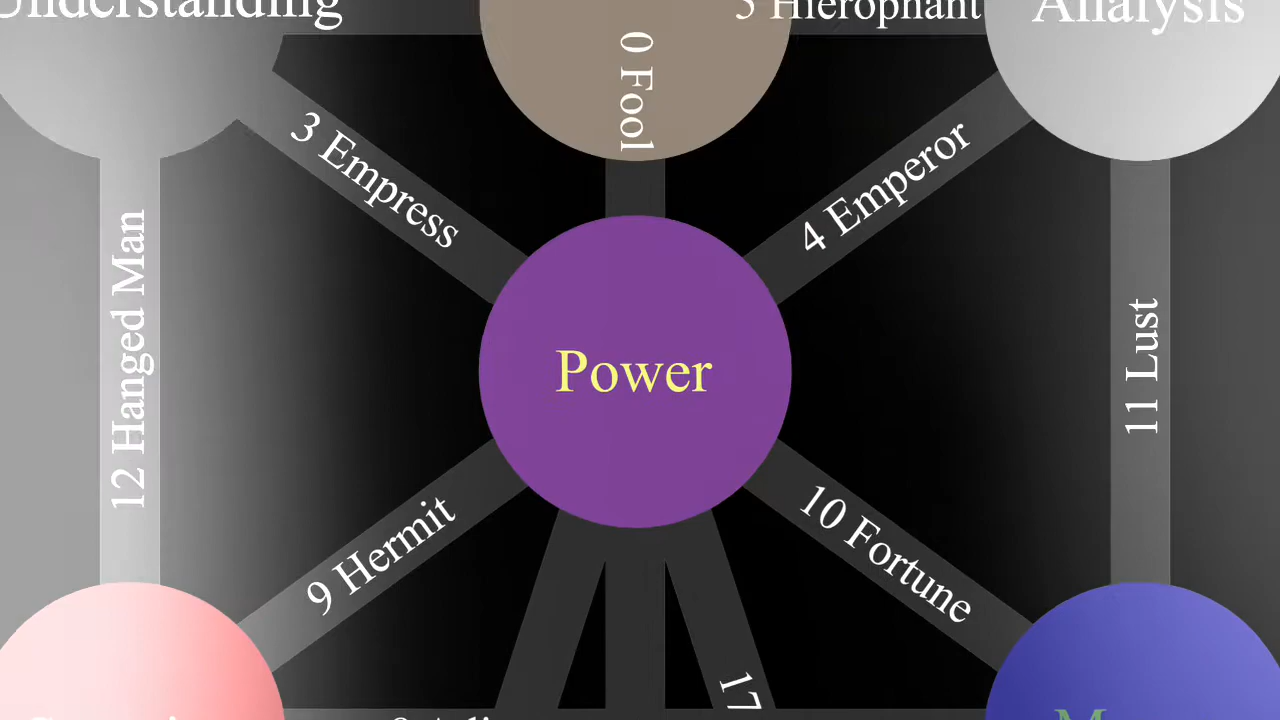 Understanding
5 Hierophant
Analysis
0 Fool
3 Empress
4 Emperor
12 Hanged Man
Power
11 Lust
9 Hermit
10 Fortune
17